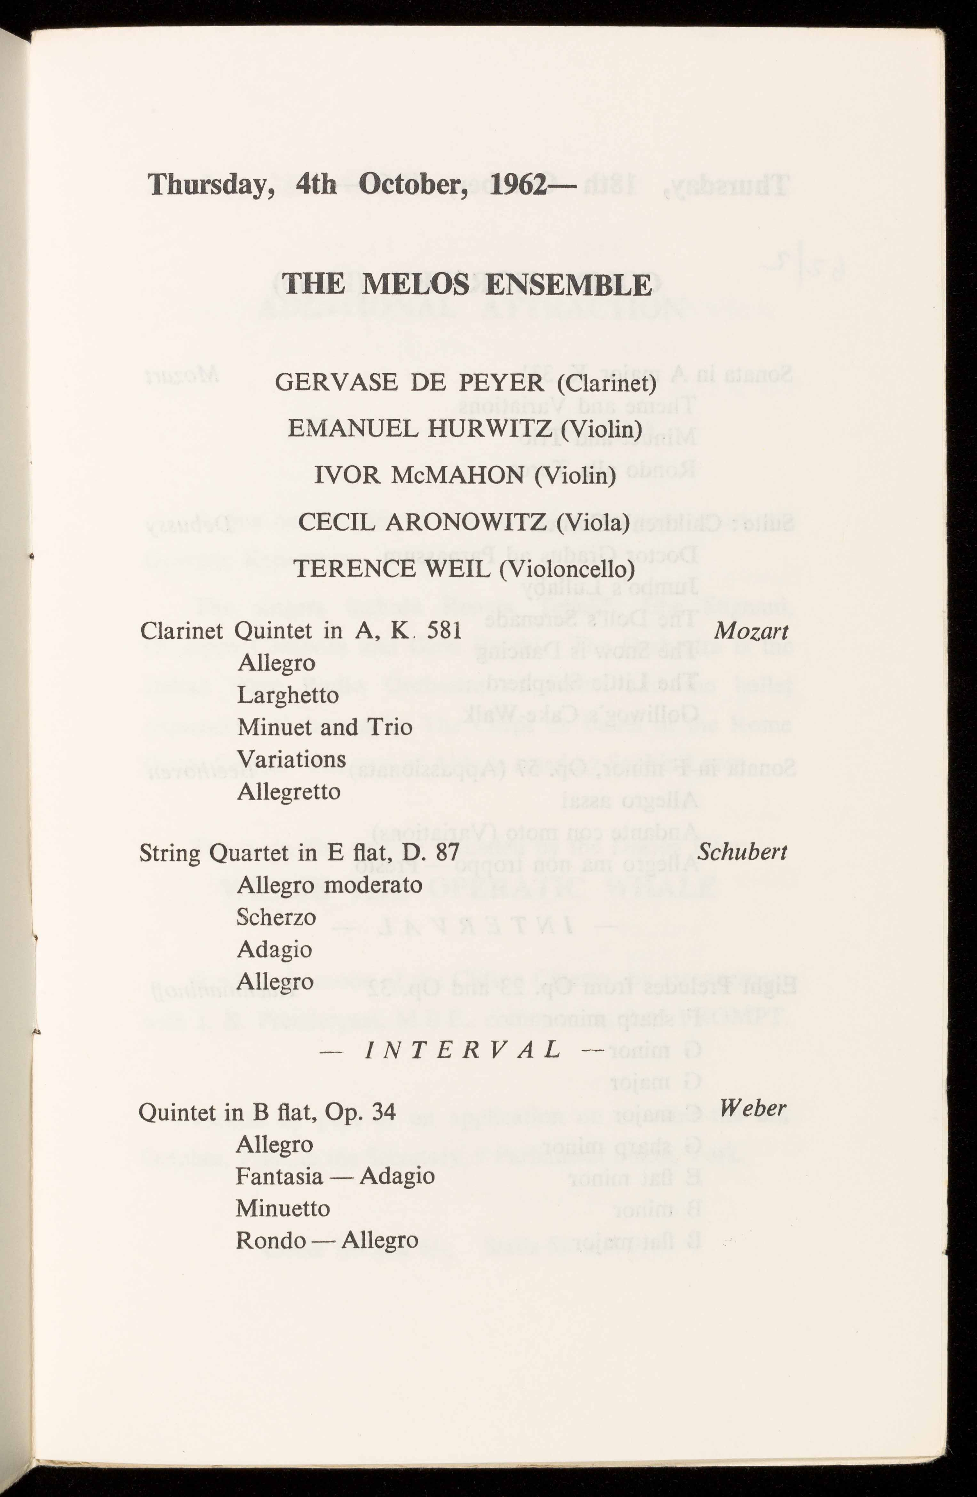 Thursday, 4th October, 1962—
THE MELOS ENSEMBLE
GERVASE DE PEYER (Clarinet)
EMANUEL HURWITZ (Violin)
IVOR McMAHON (Violin)
CECIL ARONOWITZ (Viola)
TERENCE WEIL (Violoncello)
Clarinet Quintet in A, K. 581 Mozart
Allegro
Larghetto
Minuet and Trio
Variations
Allegretto
String Quartet in E flat, D. 87 Schubert
Allegro moderato
Scherzo
Adagio
Allegro
— INTERVAL —
Quintet in B flat, Op. 34 Weber
Allegro
Fantasia — Adagio
Minuetto
Rondo — Allegro